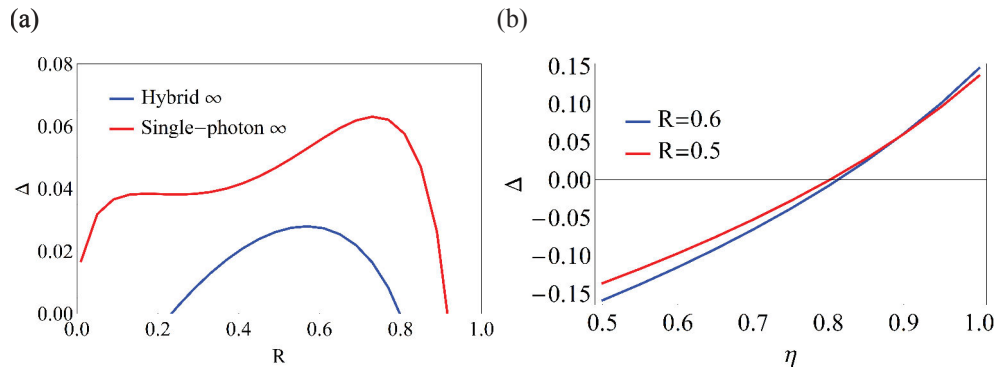 (a)
0.08
0.06
0.04
0.02
0.00
Δ
Hybrid ∞
Single−photon ∞
0.0 0.2 0.4 0.6 0.8 1.0
R
(b)
0.15
0.10
0.05
0.00
−0.05
−0.10
−0.15
Δ
R=0.6
R=0.5
0.5 0.6 0.7 0.8 0.9 1.0
η